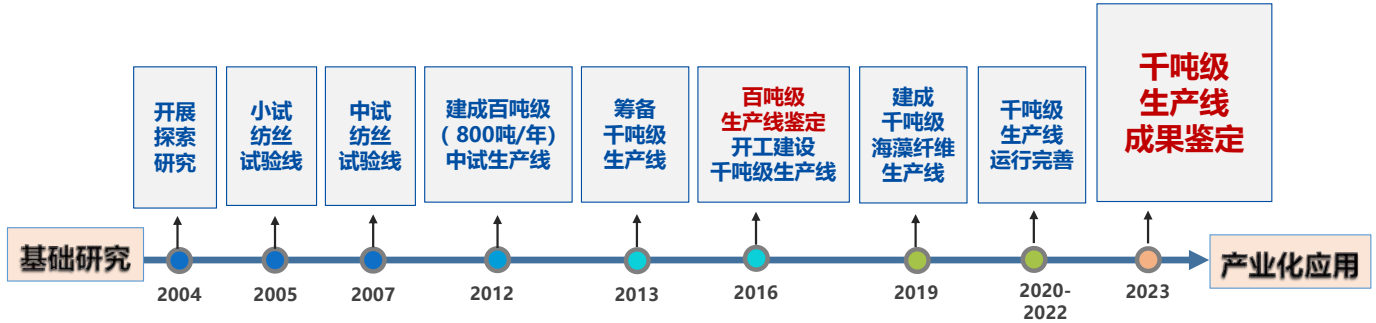 开展
探索
研究
小试
纺丝
试验线
中试
纺丝
试验线
建成百吨级
( 800吨/年)
中试生产线
筹备
千吨级
生产线
百吨级
生产线鉴定
开工建设
千吨级生产线
建成
千吨级
海藻纤维
生产线
千吨级
生产线
运行完善
千吨级
生产线
成果鉴定
基础研究
产业化应用
2004
2005
2007
2012
2013
2016
2019
2020-
2022
2023